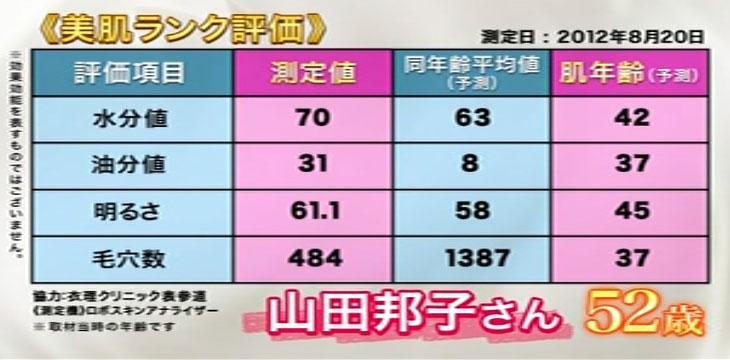 《美肌ランク評価》
測定日：2012年8月20日
評価項目 測定値 同年齢平均値（予測） 肌年齢（予測）
水分値 70 63 42
油分値 31 8 37
明るさ 61.1 58 45
毛穴数 484 1387 37
※効果効能を表すものではございません。
協力:衣理クリニック表参道
《測定機》ロボスキンアナライザー
※取材当時の年齢です
山田邦子さん 52歳